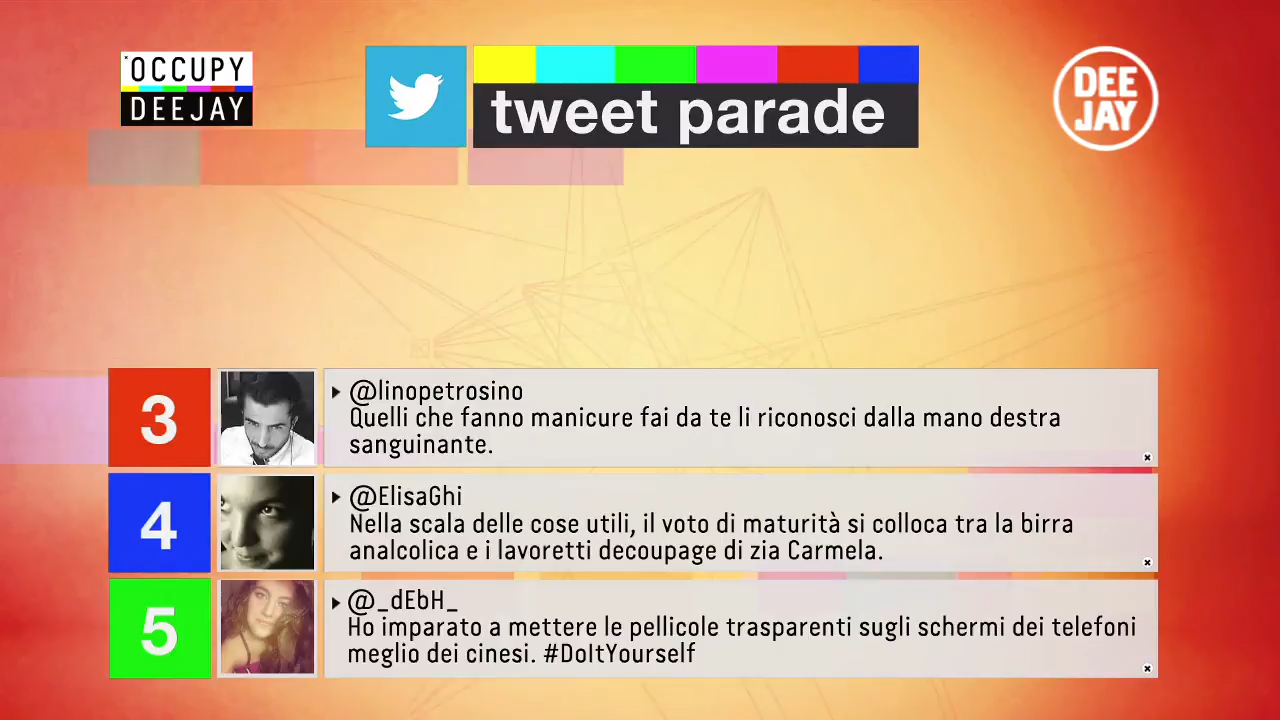 OCCUPY
DEEJAY
tweet parade
DEE
JAY
3
@linopetrosino
Quelli che fanno manicure fai da te li riconosci dalla mano destra
sanguinante.
4
@ElisaGhi
Nella scala delle cose utili, il voto di maturità si colloca tra la birra
analcolica e i lavoretti decoupage di zia Carmela.
5
@_dEbH_
Ho imparato a mettere le pellicole trasparenti sugli schermi dei telefoni
meglio dei cinesi. #DoItYourself